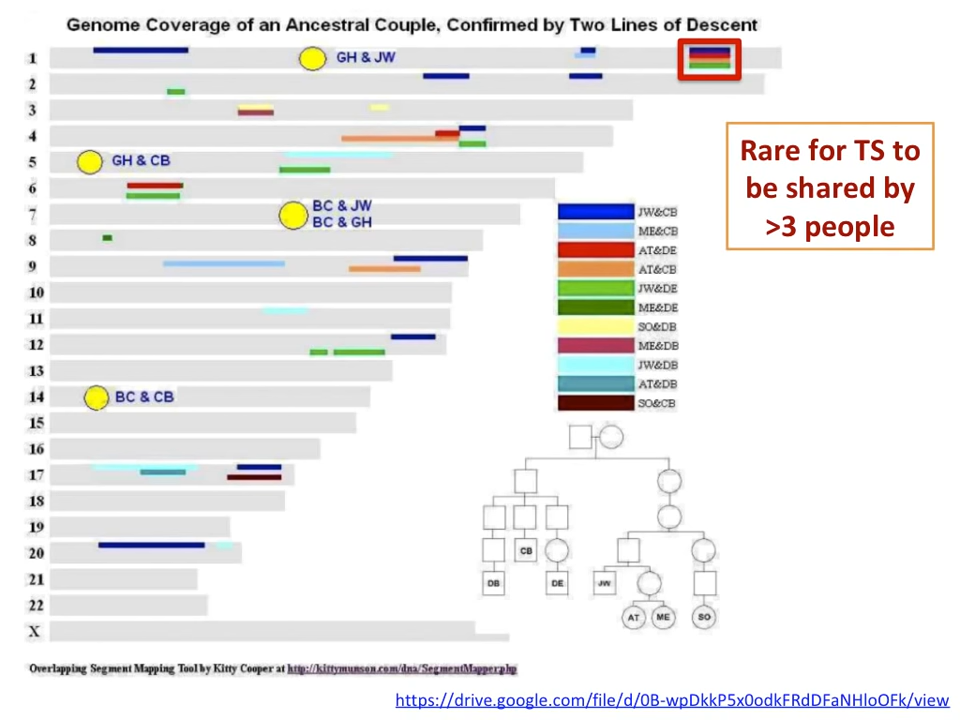 Genome Coverage of an Ancestral Couple, Confirmed by Two Lines of Descent
1
GH & JW
2
3
4
5
GH & CB
6
7
BC & JW
BC & GH
8
9
10
11
12
13
14
BC & CB
15
16
17
18
19
20
21
22
X
Rare for TS to
be shared by
>3 people
JW&CB
ME&CB
AT&DE
AT&CB
JW&DE
ME&DE
SO&DB
ME&DB
JW&DB
AT&DB
SO&CB
CB
DB
DE
JW
AT
ME
SO
Overlapping Segment Mapping Tool by Kitty Cooper at http://kittymunson.com/dna/SegmentMapper.php
https://drive.google.com/file/d/0B-wpDkkP5x0odkFRdDFaNHloOFk/view